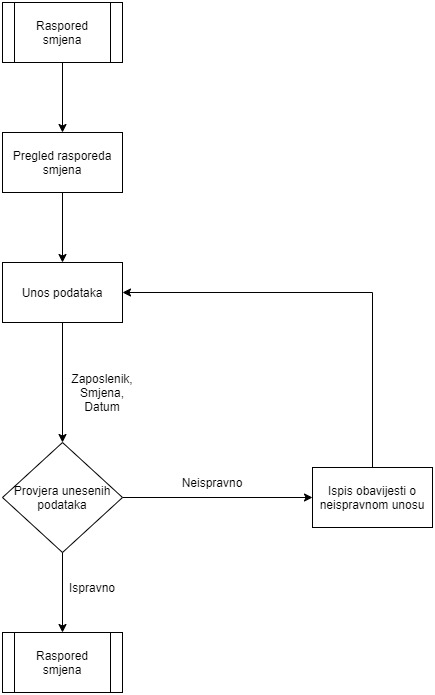 Raspored
smjena
Pregled rasporeda
smjena
Unos podataka
Zaposlenik,
Smjena,
Datum
Provjera unesenih
podataka
Neispravno
Ispis obavijesti o
neispravnom unosu
Ispravno
Raspored
smjena